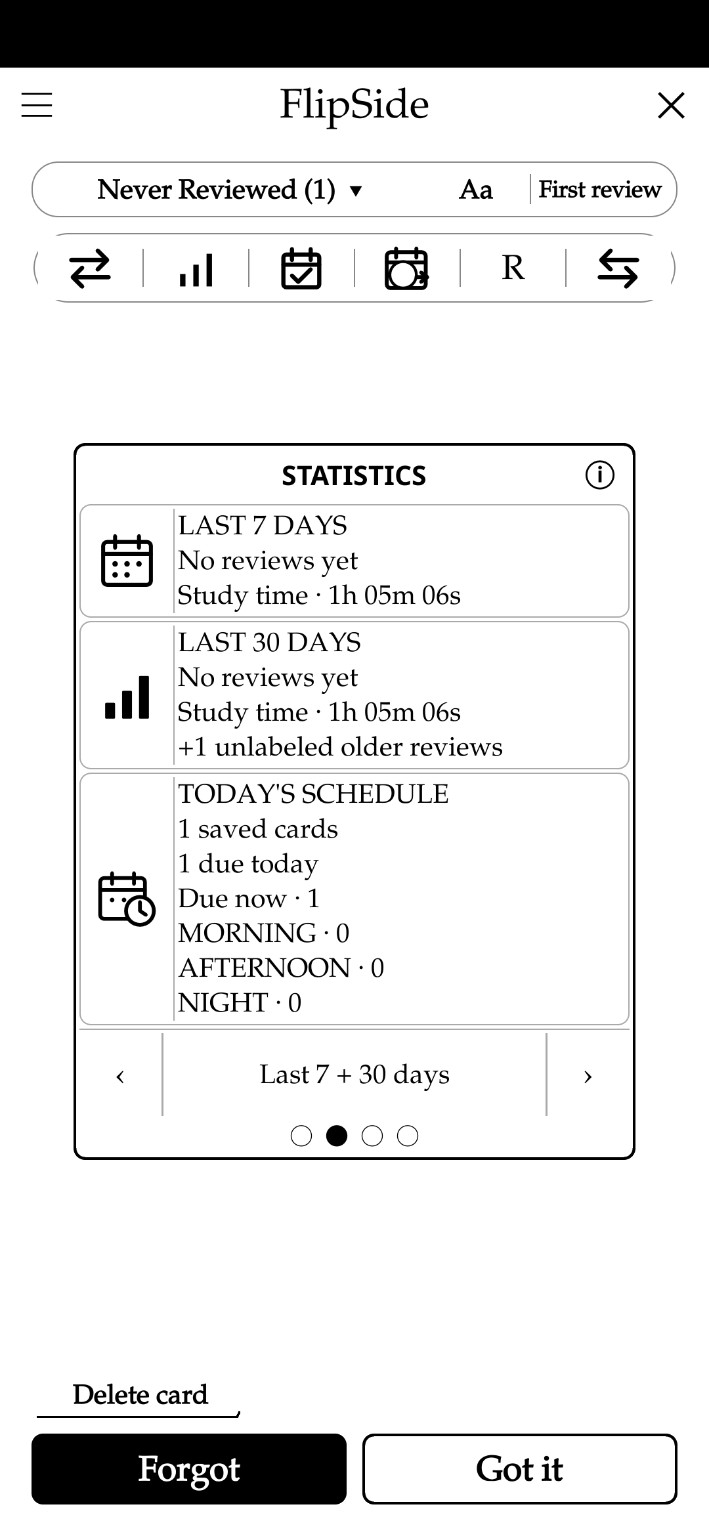 FlipSide
Never Reviewed (1) ▼ Aa First review
R
STATISTICS
LAST 7 DAYS
No reviews yet
Study time · 1h 05m 06s
LAST 30 DAYS
No reviews yet
Study time · 1h 05m 06s
+1 unlabeled older reviews
TODAY'S SCHEDULE
1 saved cards
1 due today
Due now · 1
MORNING · 0
AFTERNOON · 0
NIGHT · 0
‹ Last 7 + 30 days ›
Delete card
Forgot Got it